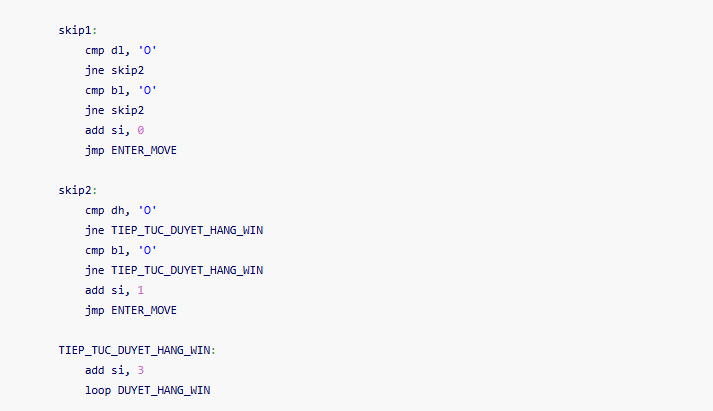 skip1:
cmp dl, 'O'
jne skip2
cmp bl, 'O'
jne skip2
add si, 0
jmp ENTER_MOVE
skip2:
cmp dh, 'O'
jne TIEP_TUC_DUYET_HANG_WIN
cmp bl, 'O'
jne TIEP_TUC_DUYET_HANG_WIN
add si, 1
jmp ENTER_MOVE
TIEP_TUC_DUYET_HANG_WIN:
add si, 3
loop DUYET_HANG_WIN